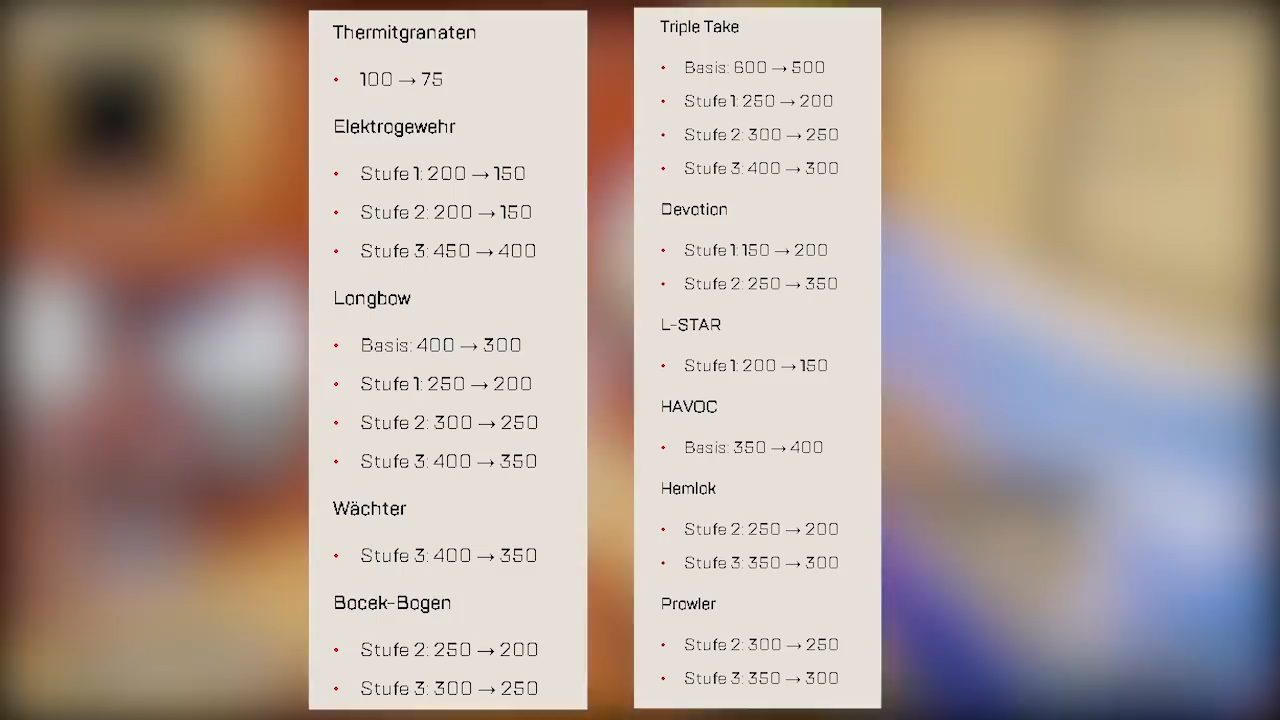 Thermitgranaten
• 100 → 75
Elektrogewehr
• Stufe 1: 200 → 150
• Stufe 2: 200 → 150
• Stufe 3: 450 → 400
Longbow
• Basis: 400 → 300
• Stufe 1: 250 → 200
• Stufe 2: 300 → 250
• Stufe 3: 400 → 350
Wächter
• Stufe 3: 400 → 350
Bocek-Bogen
• Stufe 2: 250 → 200
• Stufe 3: 300 → 250
Triple Take
• Basis: 600 → 500
• Stufe 1: 250 → 200
• Stufe 2: 300 → 250
• Stufe 3: 400 → 300
Devotion
• Stufe 1: 150 → 200
• Stufe 2: 250 → 350
L-STAR
• Stufe 1: 200 → 150
HAVOC
• Basis: 350 → 400
Hemlok
• Stufe 2: 250 → 200
• Stufe 3: 350 → 300
Prowler
• Stufe 2: 300 → 250
• Stufe 3: 350 → 300